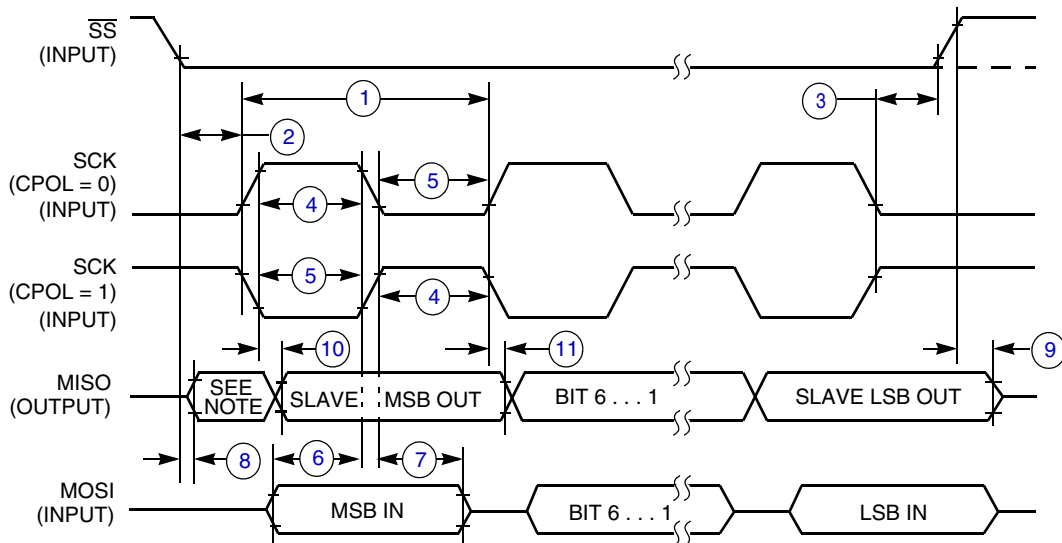 SS
(INPUT)
1
3
2
SCK
(CPOL = 0)
(INPUT)
5
4
SCK
(CPOL = 1)
(INPUT)
5
4
10
11
9
MISO
(OUTPUT)
SEE
NOTE
SLAVE
MSB OUT
BIT 6 . . . 1
SLAVE LSB OUT
8
6
7
MOSI
(INPUT)
MSB IN
BIT 6 . . . 1
LSB IN